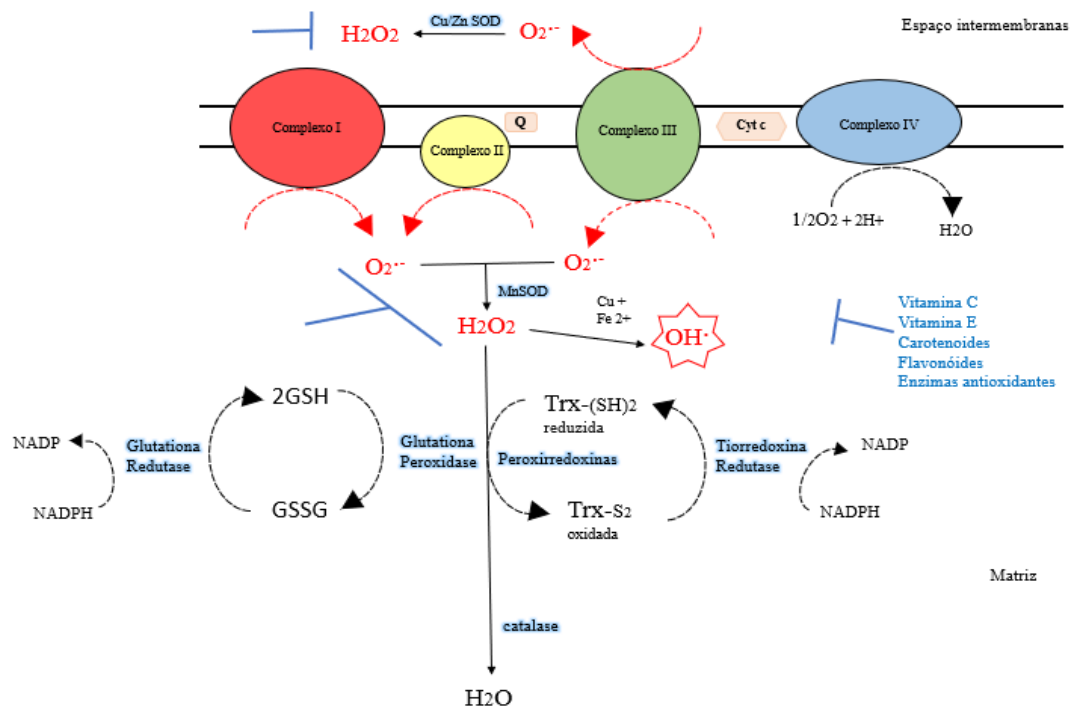 Cu/Zn SOD
H2O2
O2•-
Espaço intermembranas
Complexo I
Q
Complexo II
Complexo III
Cyt c
Complexo IV
1/2O2 + 2H+
H2O
O2•-
O2•-
MnSOD
H2O2
Cu +
Fe 2+
OH•
Vitamina C
Vitamina E
Carotenoides
Flavonóides
Enzimas antioxidantes
2GSH
Trx-(SH)2
reduzida
NADP
Glutationa
Redutase
Glutationa
Peroxidase
Peroxirredoxinas
Tiorredoxina
Redutase
NADP
NADPH
GSSG
Trx-S2
oxidada
NADPH
Matriz
catalase
H2O